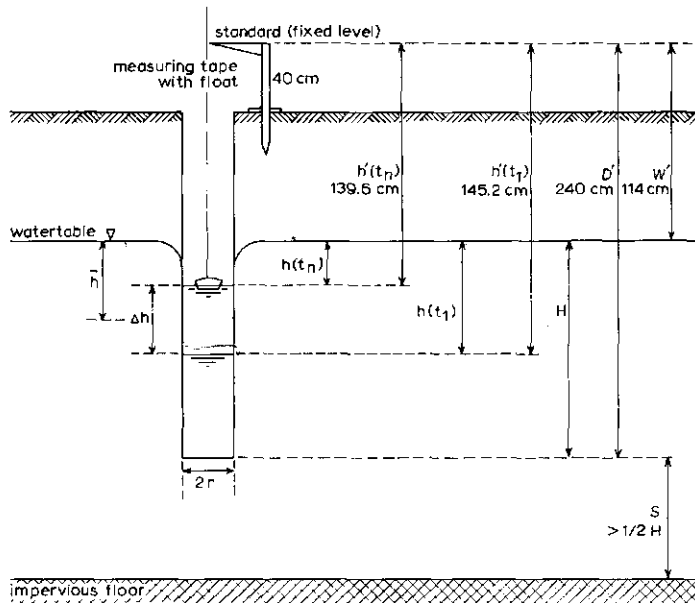 standard (fixed level)
measuring tape
with float
40 cm
h'(tn)
139.6 cm
h'(t1)
145.2 cm
D'
240 cm
W'
114 cm
watertable
h̄
Δh
h(tn)
h(t1)
H
2r
S
>1/2 H
impervious floor